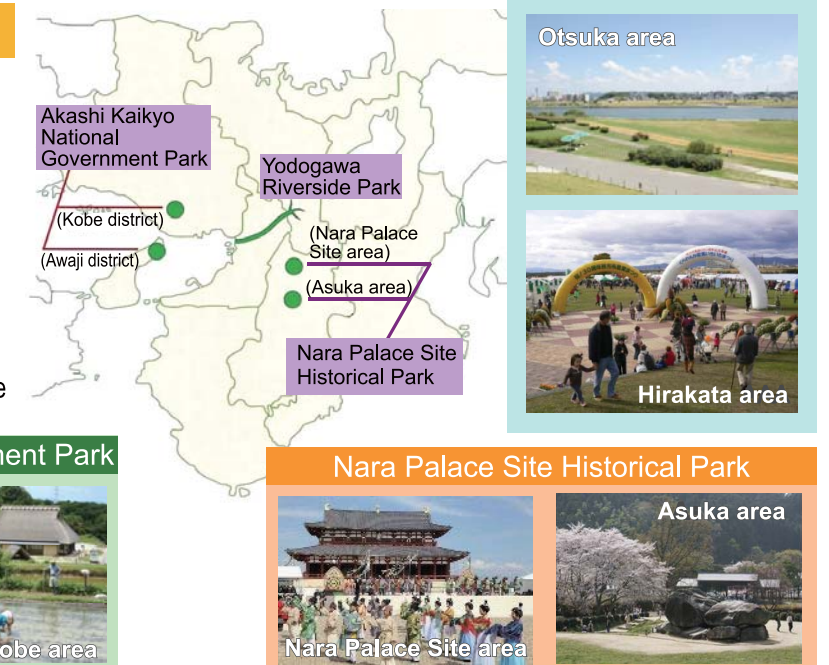 Akashi Kaikyo
National
Government Park
(Kobe district)
(Awaji district)
Yodogawa
Riverside Park
(Nara Palace
Site area)
(Asuka area)
Nara Palace Site
Historical Park
Otsuka area
Hirakata area
e
ment Park
obe area
Nara Palace Site Historical Park
Nara Palace Site area
Asuka area